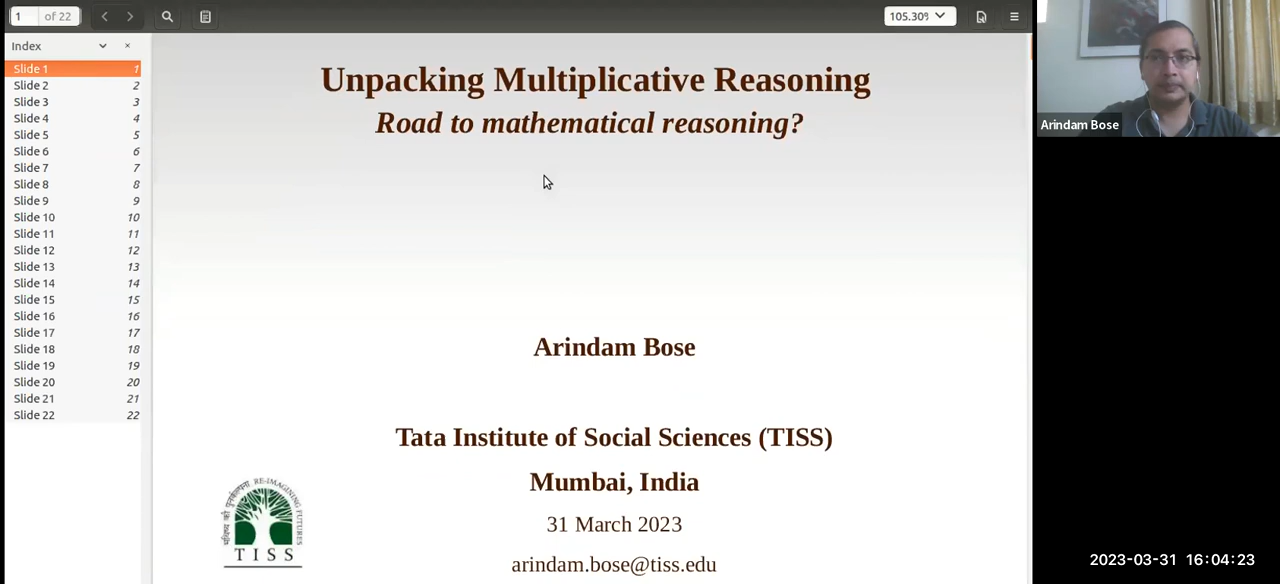 1 of 22
105.30%
Index
Slide 1 1
Slide 2 2
Slide 3 3
Slide 4 4
Slide 5 5
Slide 6 6
Slide 7 7
Slide 8 8
Slide 9 9
Slide 10 10
Slide 11 11
Slide 12 12
Slide 13 13
Slide 14 14
Slide 15 15
Slide 16 16
Slide 17 17
Slide 18 18
Slide 19 19
Slide 20 20
Slide 21 21
Slide 22 22
Unpacking Multiplicative Reasoning
Road to mathematical reasoning?
Arindam Bose
Tata Institute of Social Sciences (TISS)
Mumbai, India
31 March 2023
arindam.bose@tiss.edu
RE-IMAGINING FUTURES
TISS
Arindam Bose
2023-03-31 16:04:23